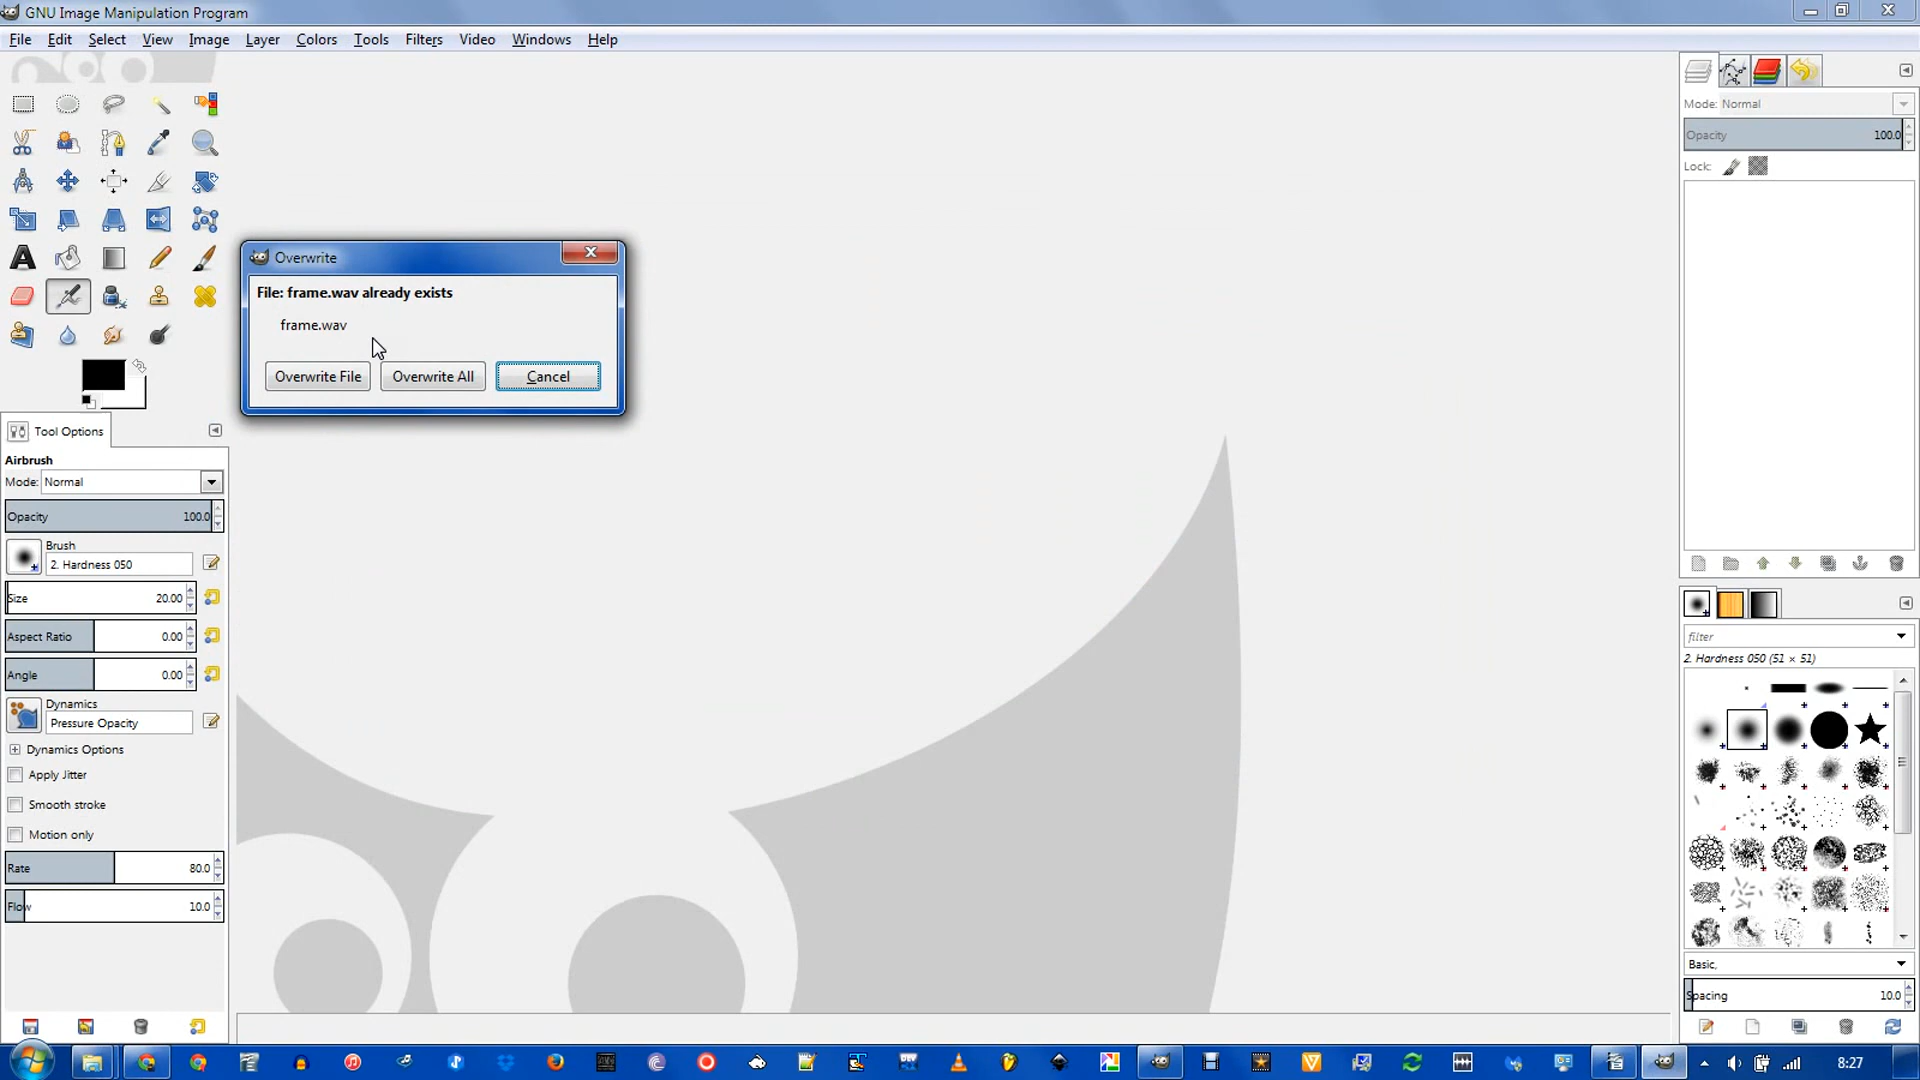 GNU Image Manipulation Program
File Edit Select View Image Layer Colors Tools Filters Video Windows Help
Mode: Normal
Opacity 100.0
Lock:
Overwrite
File: frame.wav already exists
frame.wav
Overwrite File Overwrite All Cancel
Tool Options
Airbrush
Mode: Normal
Opacity 100.0
Brush
2. Hardness 050
Size 20.00
Aspect Ratio 0.00
Angle 0.00
Dynamics
Pressure Opacity
Dynamics Options
Apply Jitter
Smooth stroke
Motion only
Rate 80.0
Flow 10.0
filter
2. Hardness 050 (51 × 51)
Basic,
Spacing 10.0
8:27